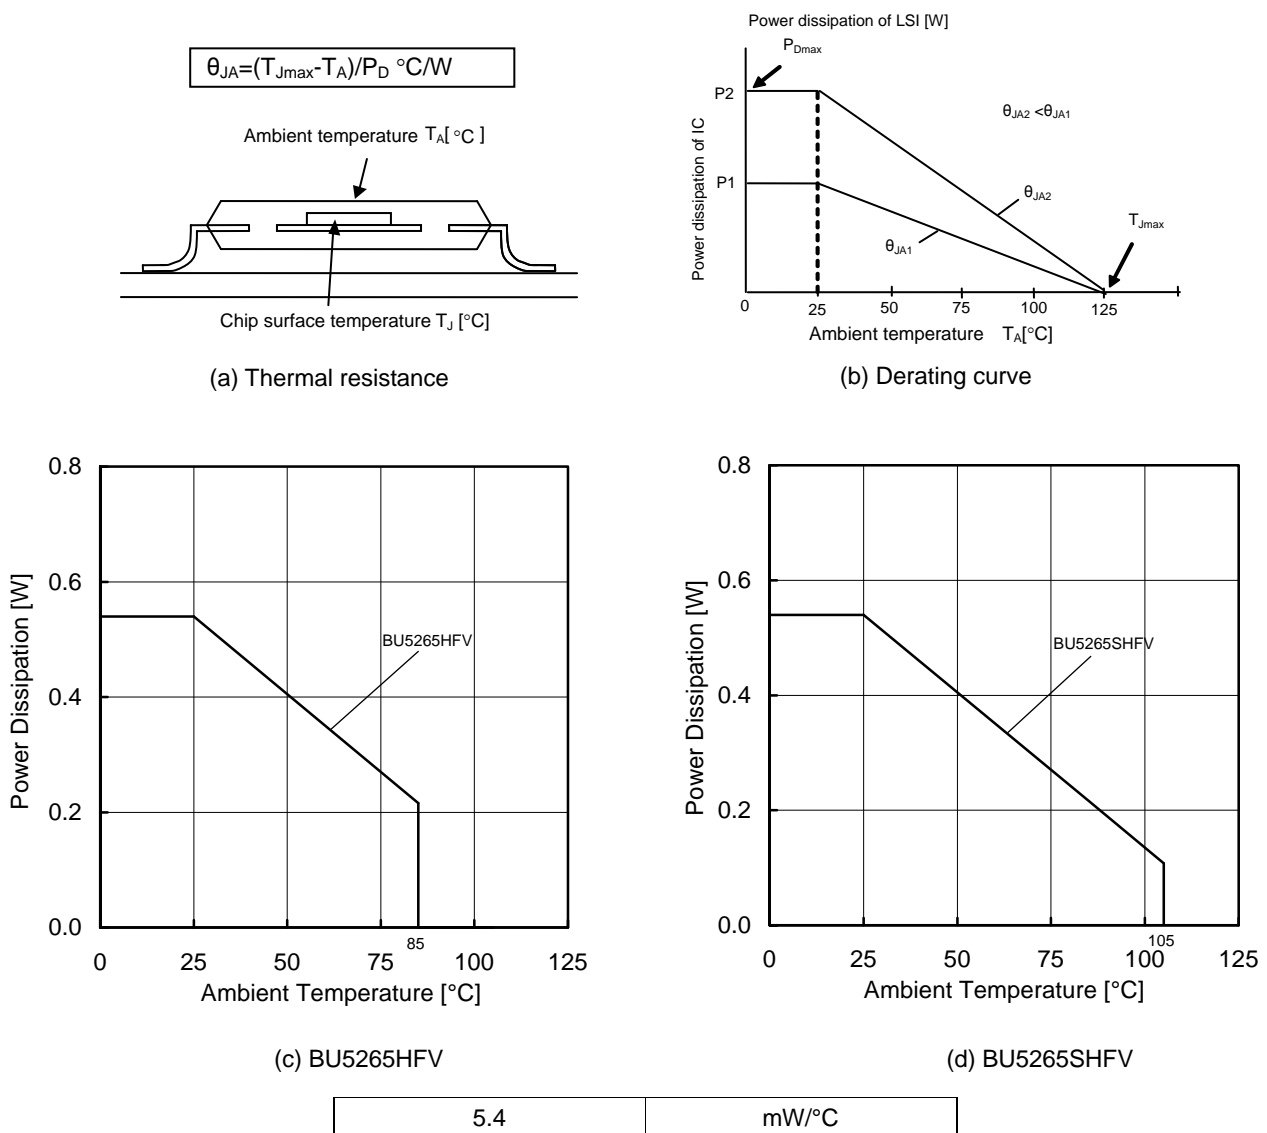 θJA=(TJmax-TA)/PD °C/W
Ambient temperature TA[ °C ]
Chip surface temperature TJ [°C]
(a) Thermal resistance
Power dissipation of LSI [W]
PDmax
P2
P1
Power dissipation of IC
θJA2 <θJA1
θJA2
θJA1
TJmax
0 25 50 75 100 125
Ambient temperature TA[°C]
(b) Derating curve
0.8
0.6
0.4
0.2
0.0
Power Dissipation [W]
BU5265HFV
85
0 25 50 75 100 125
Ambient Temperature [°C]
(c) BU5265HFV
0.8
0.6
0.4
0.2
0.0
Power Dissipation [W]
BU5265SHFV
105
0 25 50 75 100 125
Ambient Temperature [°C]
(d) BU5265SHFV
5.4 mW/°C